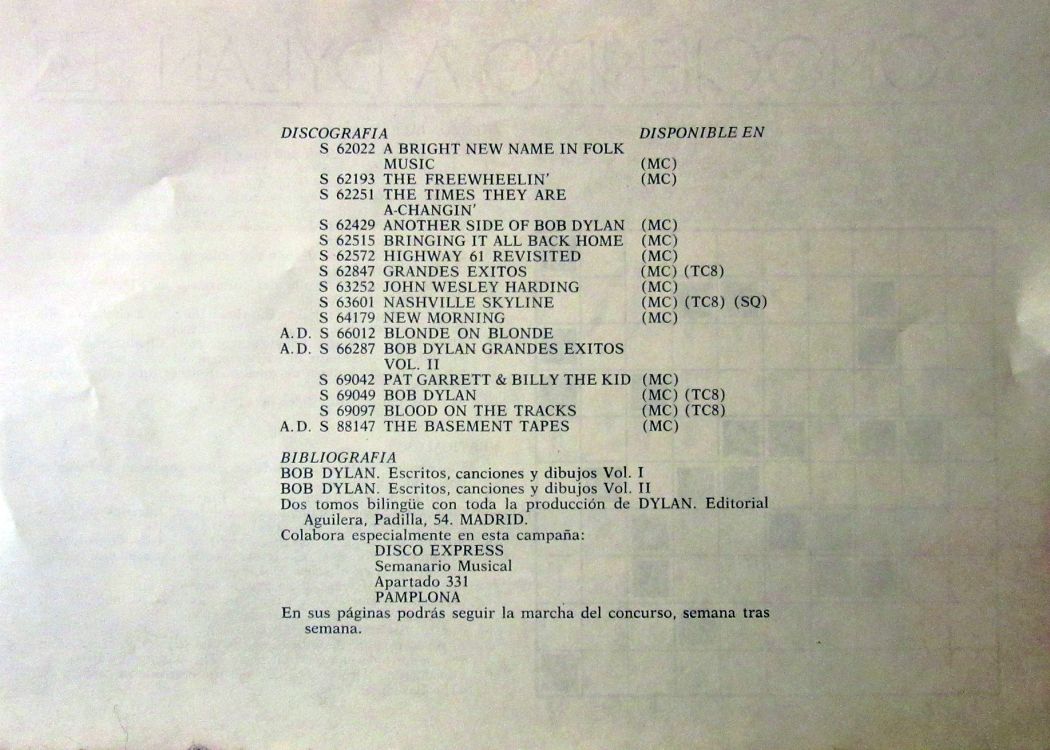 DISCOGRAFIA DISPONIBLE EN
S 62022 A BRIGHT NEW NAME IN FOLK
MUSIC (MC)
S 62193 THE FREEWHEELIN' (MC)
S 62251 THE TIMES THEY ARE
A-CHANGIN'
S 62429 ANOTHER SIDE OF BOB DYLAN (MC)
S 62515 BRINGING IT ALL BACK HOME (MC)
S 62572 HIGHWAY 61 REVISITED (MC)
S 62847 GRANDES EXITOS (MC) (TC8)
S 63252 JOHN WESLEY HARDING (MC)
S 63601 NASHVILLE SKYLINE (MC) (TC8) (SQ)
S 64179 NEW MORNING (MC)
A.D. S 66012 BLONDE ON BLONDE
A.D. S 66287 BOB DYLAN GRANDES EXITOS
VOL. II
S 69042 PAT GARRETT & BILLY THE KID (MC)
S 69049 BOB DYLAN (MC) (TC8)
S 69097 BLOOD ON THE TRACKS (MC) (TC8)
A.D. S 88147 THE BASEMENT TAPES (MC)
BIBLIOGRAFIA
BOB DYLAN. Escritos, canciones y dibujos Vol. I
BOB DYLAN. Escritos, canciones y dibujos Vol. II
Dos tomos bilingüe con toda la producción de DYLAN. Editorial
Aguilera, Padilla, 54. MADRID.
Colabora especialmente en esta campaña:
DISCO EXPRESS
Semanario Musical
Apartado 331
PAMPLONA
En sus páginas podrás seguir la marcha del concurso, semana tras
semana.